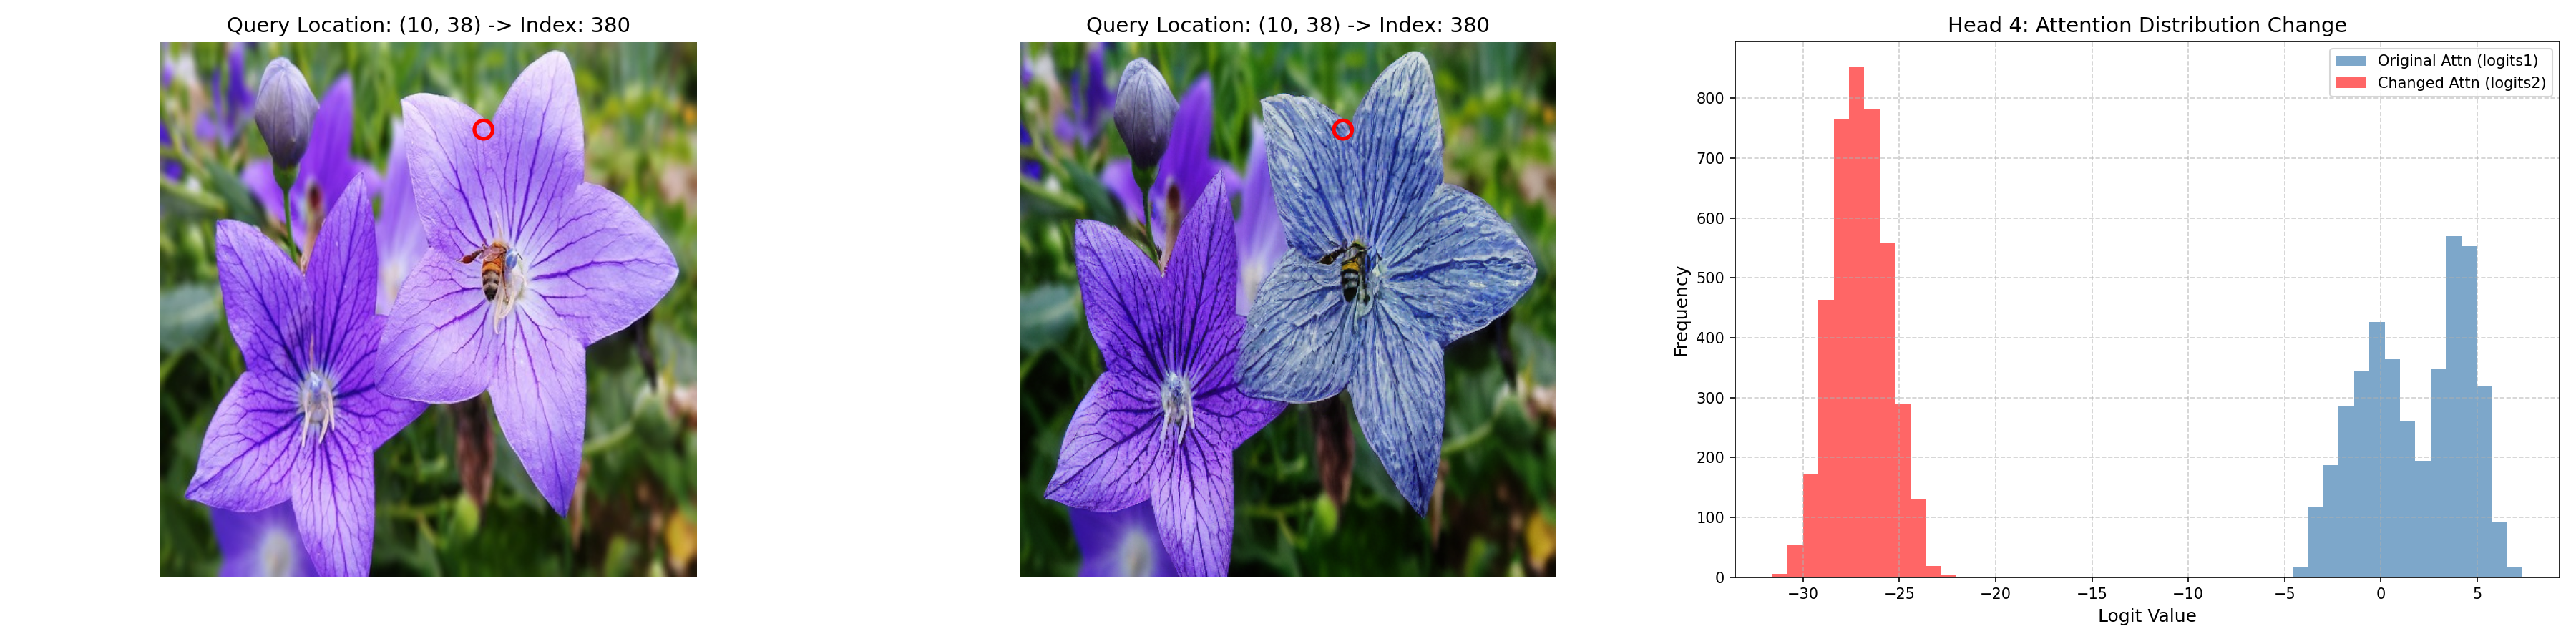 Query Location: (10, 38) -> Index: 380
Query Location: (10, 38) -> Index: 380
Head 4: Attention Distribution Change
Original Attn (logits1)
Changed Attn (logits2)
Frequency
800
700
600
500
400
300
200
100
0
−30 −25 −20 −15 −10 −5 0 5
Logit Value